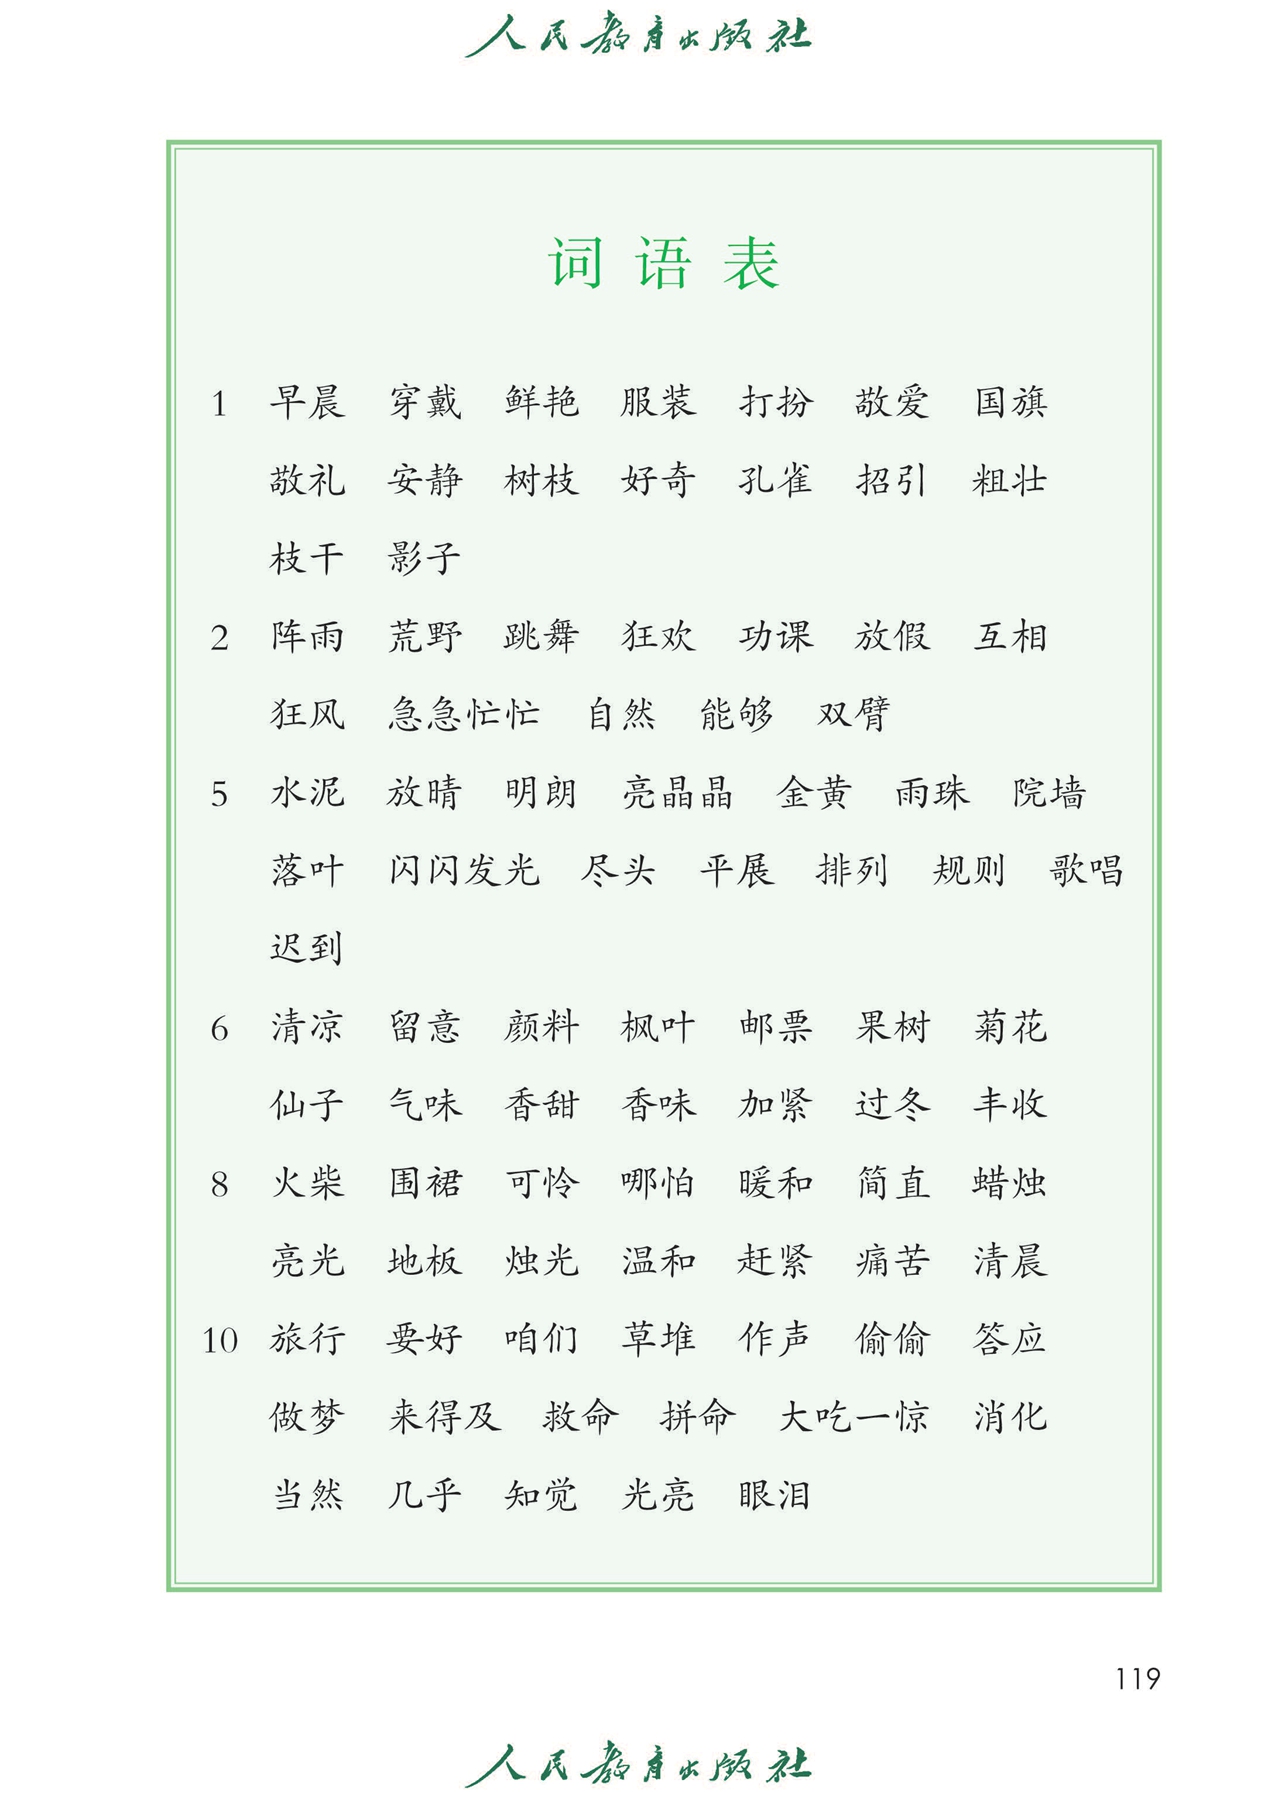 人民教育出版社
词语表
1 早晨 穿戴 鲜艳 服装 打扮 敬爱 国旗
敬礼 安静 树枝 好奇 孔雀 招引 粗壮
枝干 影子
2 阵雨 荒野 跳舞 狂欢 功课 放假 互相
狂风 急急忙忙 自然 能够 双臂
5 水泥 放晴 明朗 亮晶晶 金黄 雨珠 院墙
落叶 闪闪发光 尽头 平展 排列 规则 歌唱
迟到
6 清凉 留意 颜料 枫叶 邮票 果树 菊花
仙子 气味 香甜 香味 加紧 过冬 丰收
8 火柴 围裙 可怜 哪怕 暖和 简直 蜡烛
亮光 地板 烛光 温和 赶紧 痛苦 清晨
10 旅行 要好 咱们 草堆 作声 偷偷 答应
做梦 来得及 救命 拼命 大吃一惊 消化
当然 几乎 知觉 光亮 眼泪
119
人民教育出版社